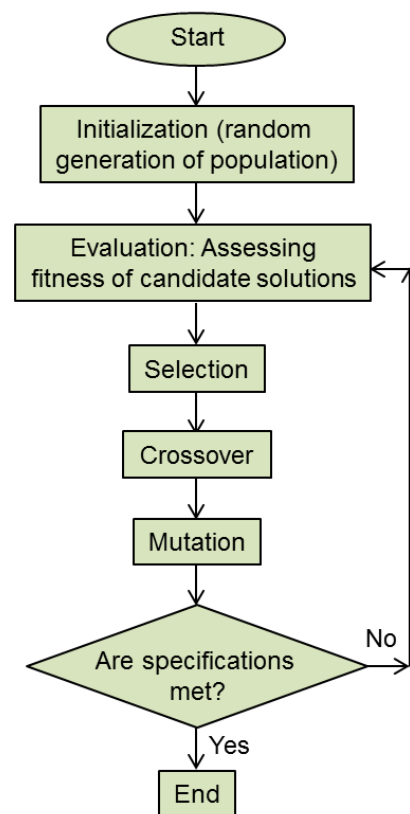 Start
Initialization (random
generation of population)
Evaluation: Assessing
fitness of candidate solutions
Selection
Crossover
Mutation
Are specifications
met?
No
Yes
End